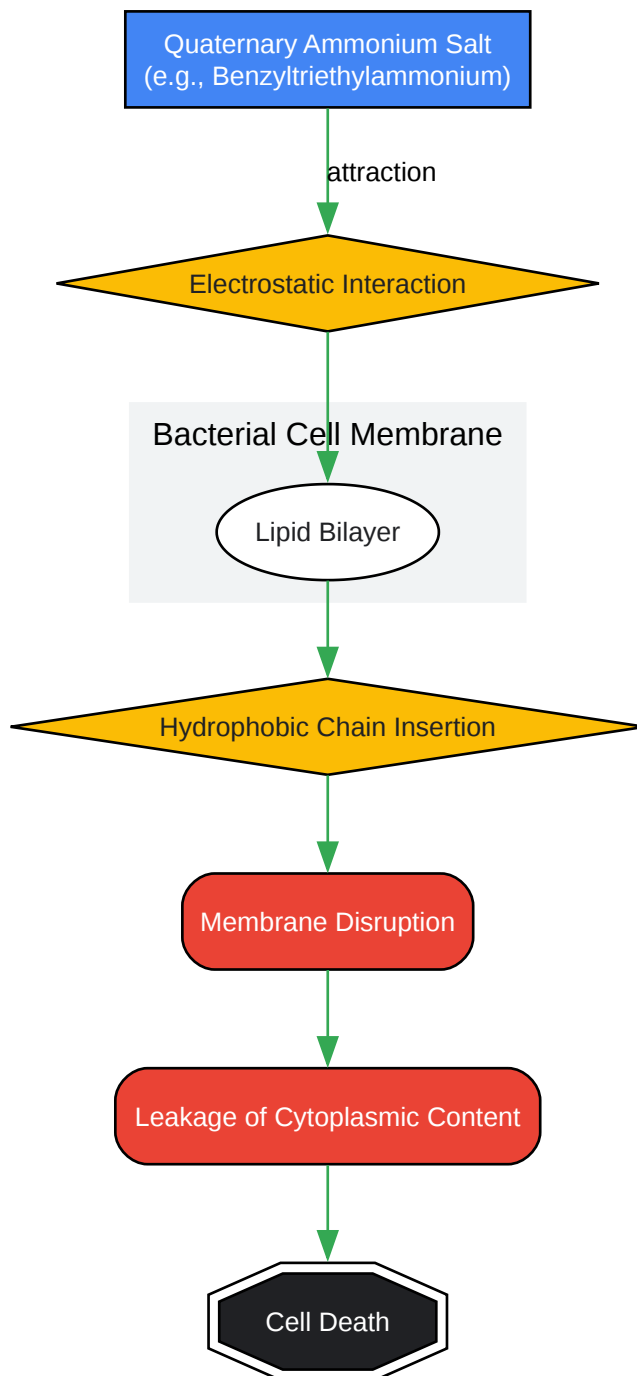 Quaternary Ammonium Salt
(e.g., Benzyltriethylammonium)
attraction
Electrostatic Interaction
Bacterial Cell Membrane
Lipid Bilayer
Hydrophobic Chain Insertion
Membrane Disruption
Leakage of Cytoplasmic Content
Cell Death